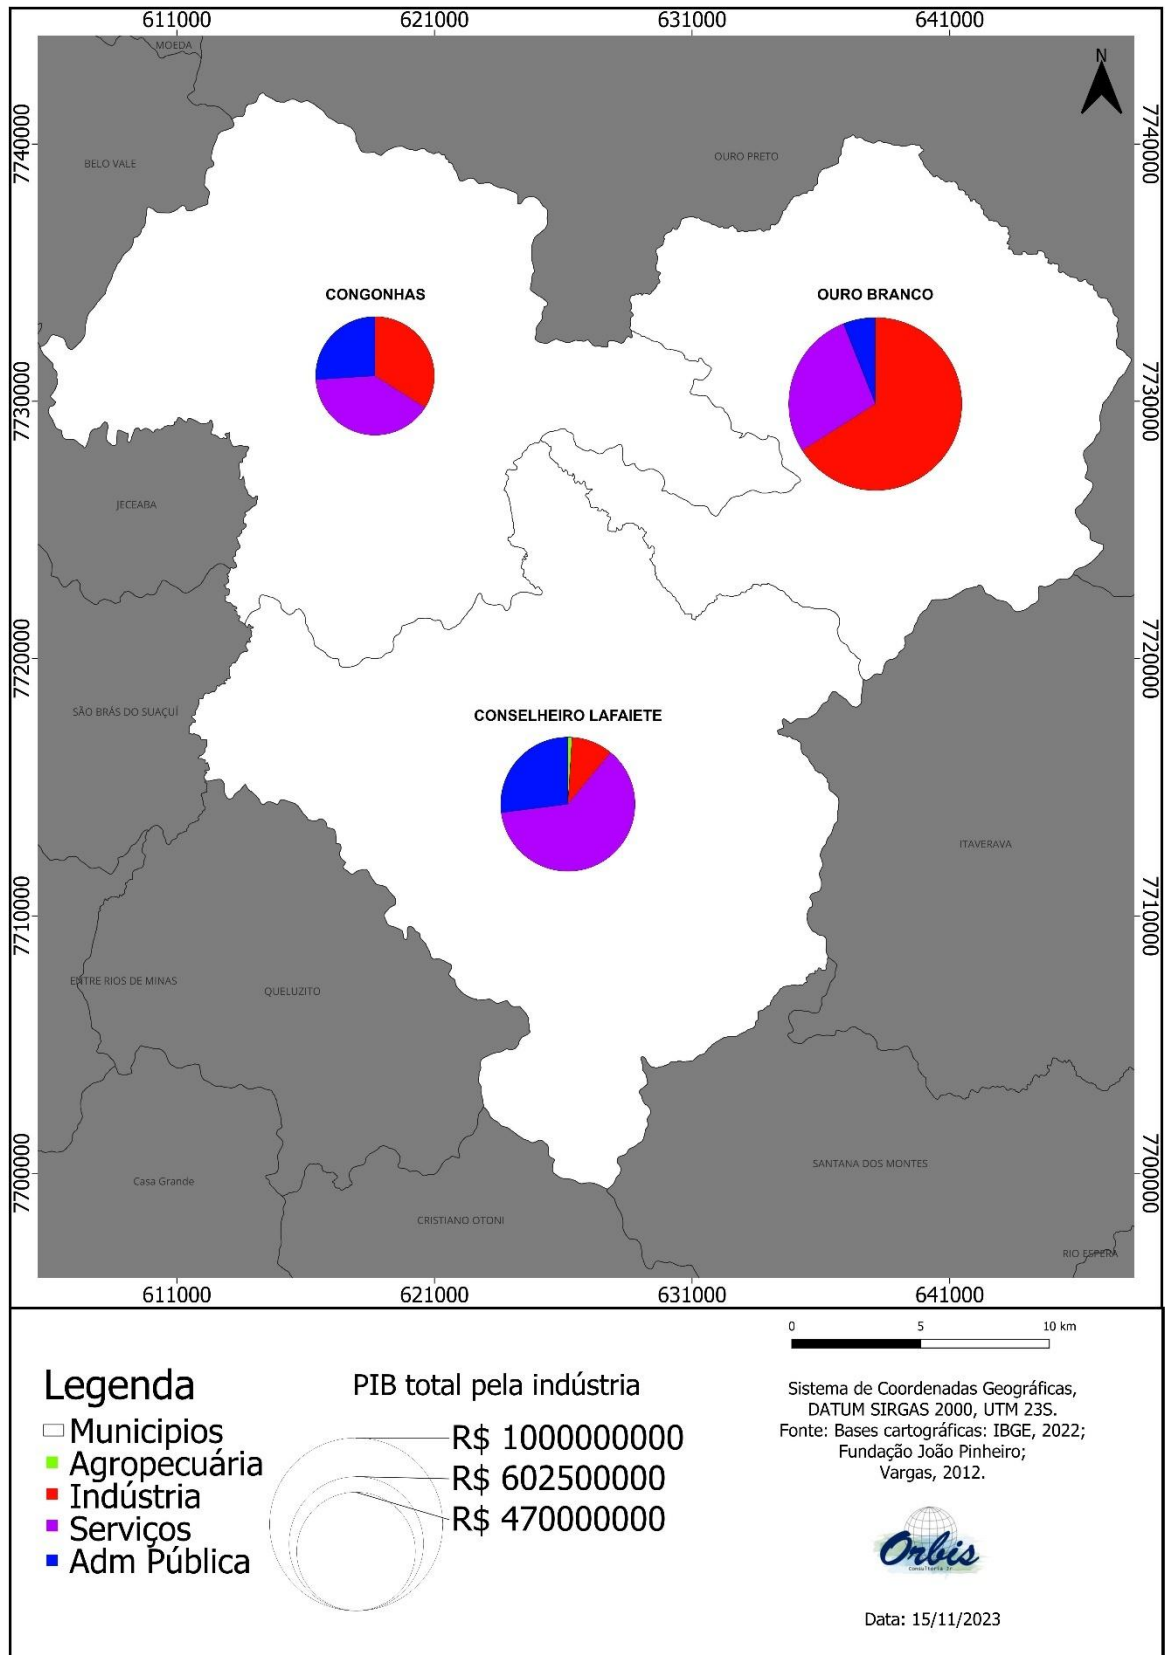 611000 621000 631000 641000
MOEDA
N
7740000
7740000
BELO VALE
OURO PRETO
CONGONHAS
OURO BRANCO
7730000
7730000
JECEABA
7720000
7720000
SÃO BRÁS DO SUAÇUÍ
CONSELHEIRO LAFAIETE
ITAVERAVA
7710000
7710000
ENTRE RIOS DE MINAS
QUELUZITO
SANTANA DOS MONTES
7700000
7700000
Casa Grande
CRISTIANO OTONI
RIO ESPERA
611000 621000 631000 641000
0 5 10 km
Legenda
Municipios
Agropecuária
Indústria
Serviços
Adm Pública
PIB total pela indústria
R$ 1000000000
R$ 602500000
R$ 470000000
Sistema de Coordenadas Geográficas,
DATUM SIRGAS 2000, UTM 23S.
Fonte: Bases cartográficas: IBGE, 2022;
Fundação João Pinheiro;
Vargas, 2012.
Orbis
Consultoria Jr
Data: 15/11/2023